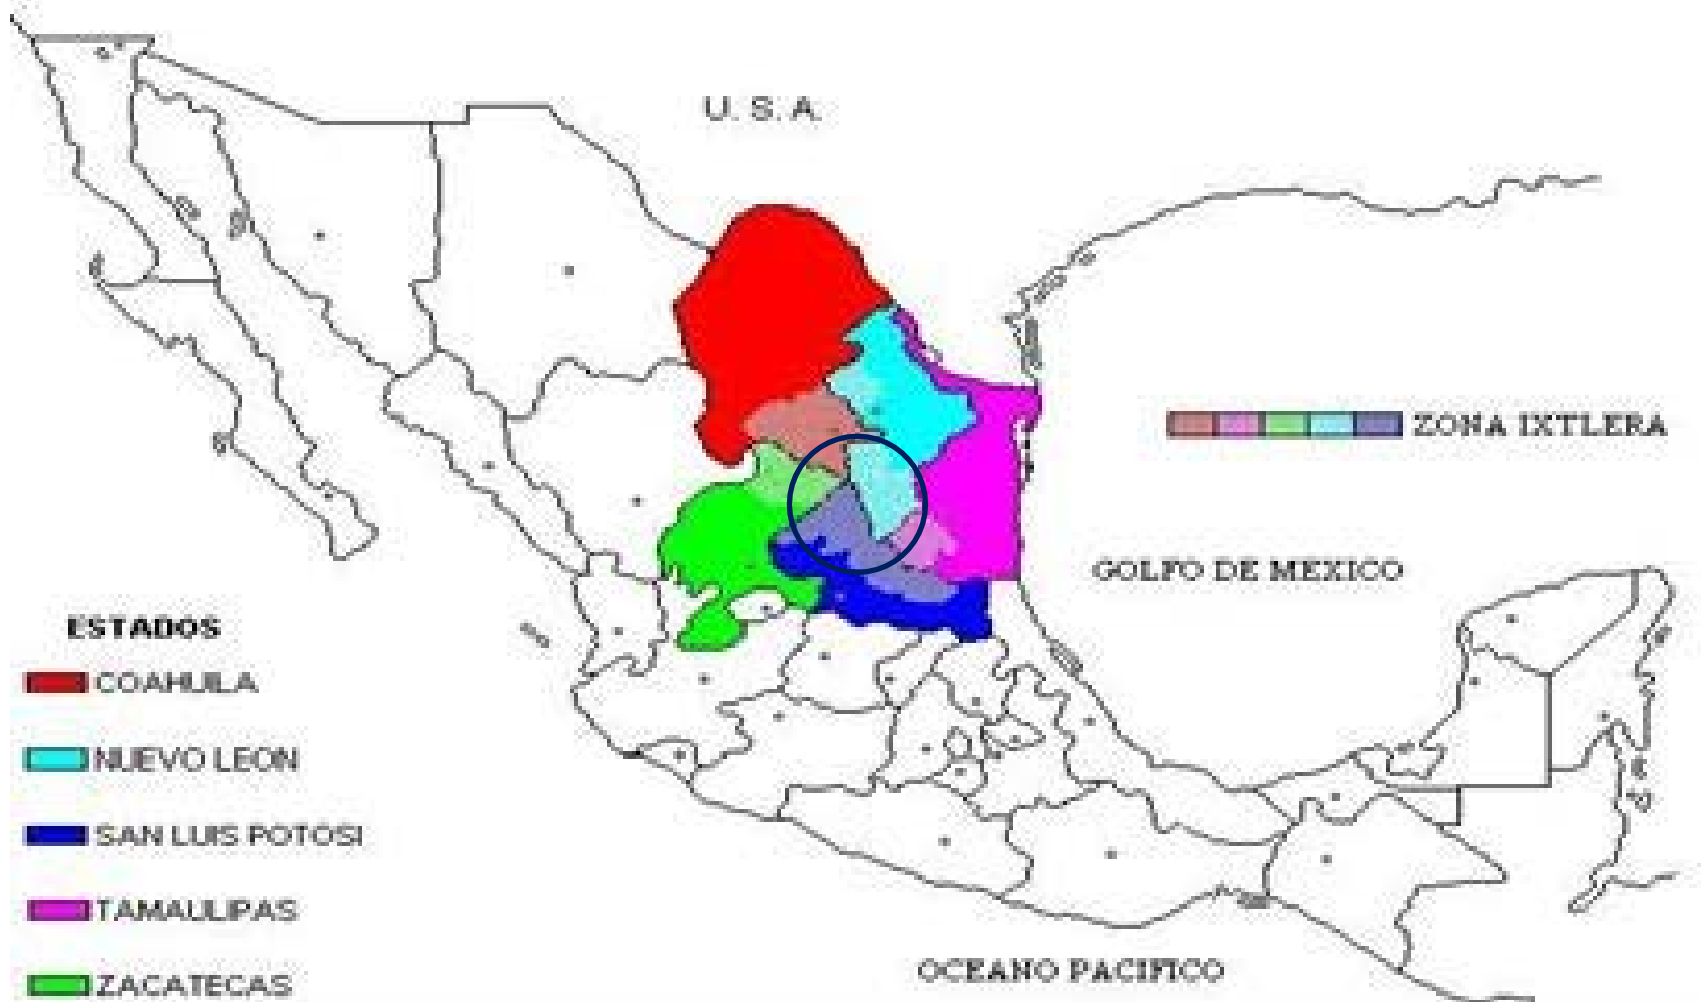 U. S. A.
ZONA IXTLERA
GOLFO DE MEXICO
ESTADOS
COAHUILA
NUEVO LEON
SAN LUIS POTOSI
TAMAULIPAS
ZACATECAS
OCEANO PACIFICO